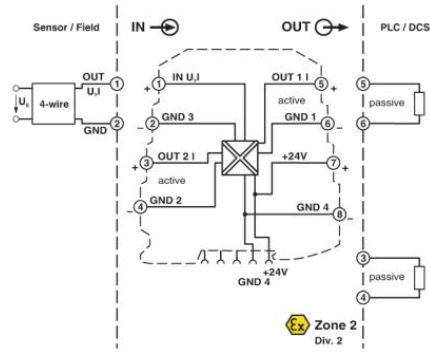 Sensor / Field
IN
OUT
PLC / DCS
OUT
U,I
1
1
IN U,I
OUT 1 I
5
5
+
+
active
passive
Us
4-wire
2
GND
2
GND 3
GND 1
6
6
−
−
3
OUT 2 I
+24V
7
+
+
active
4
GND 2
GND 4
8
−
−
+24V
GND 4
3
passive
4
Ex
Zone 2
Div. 2